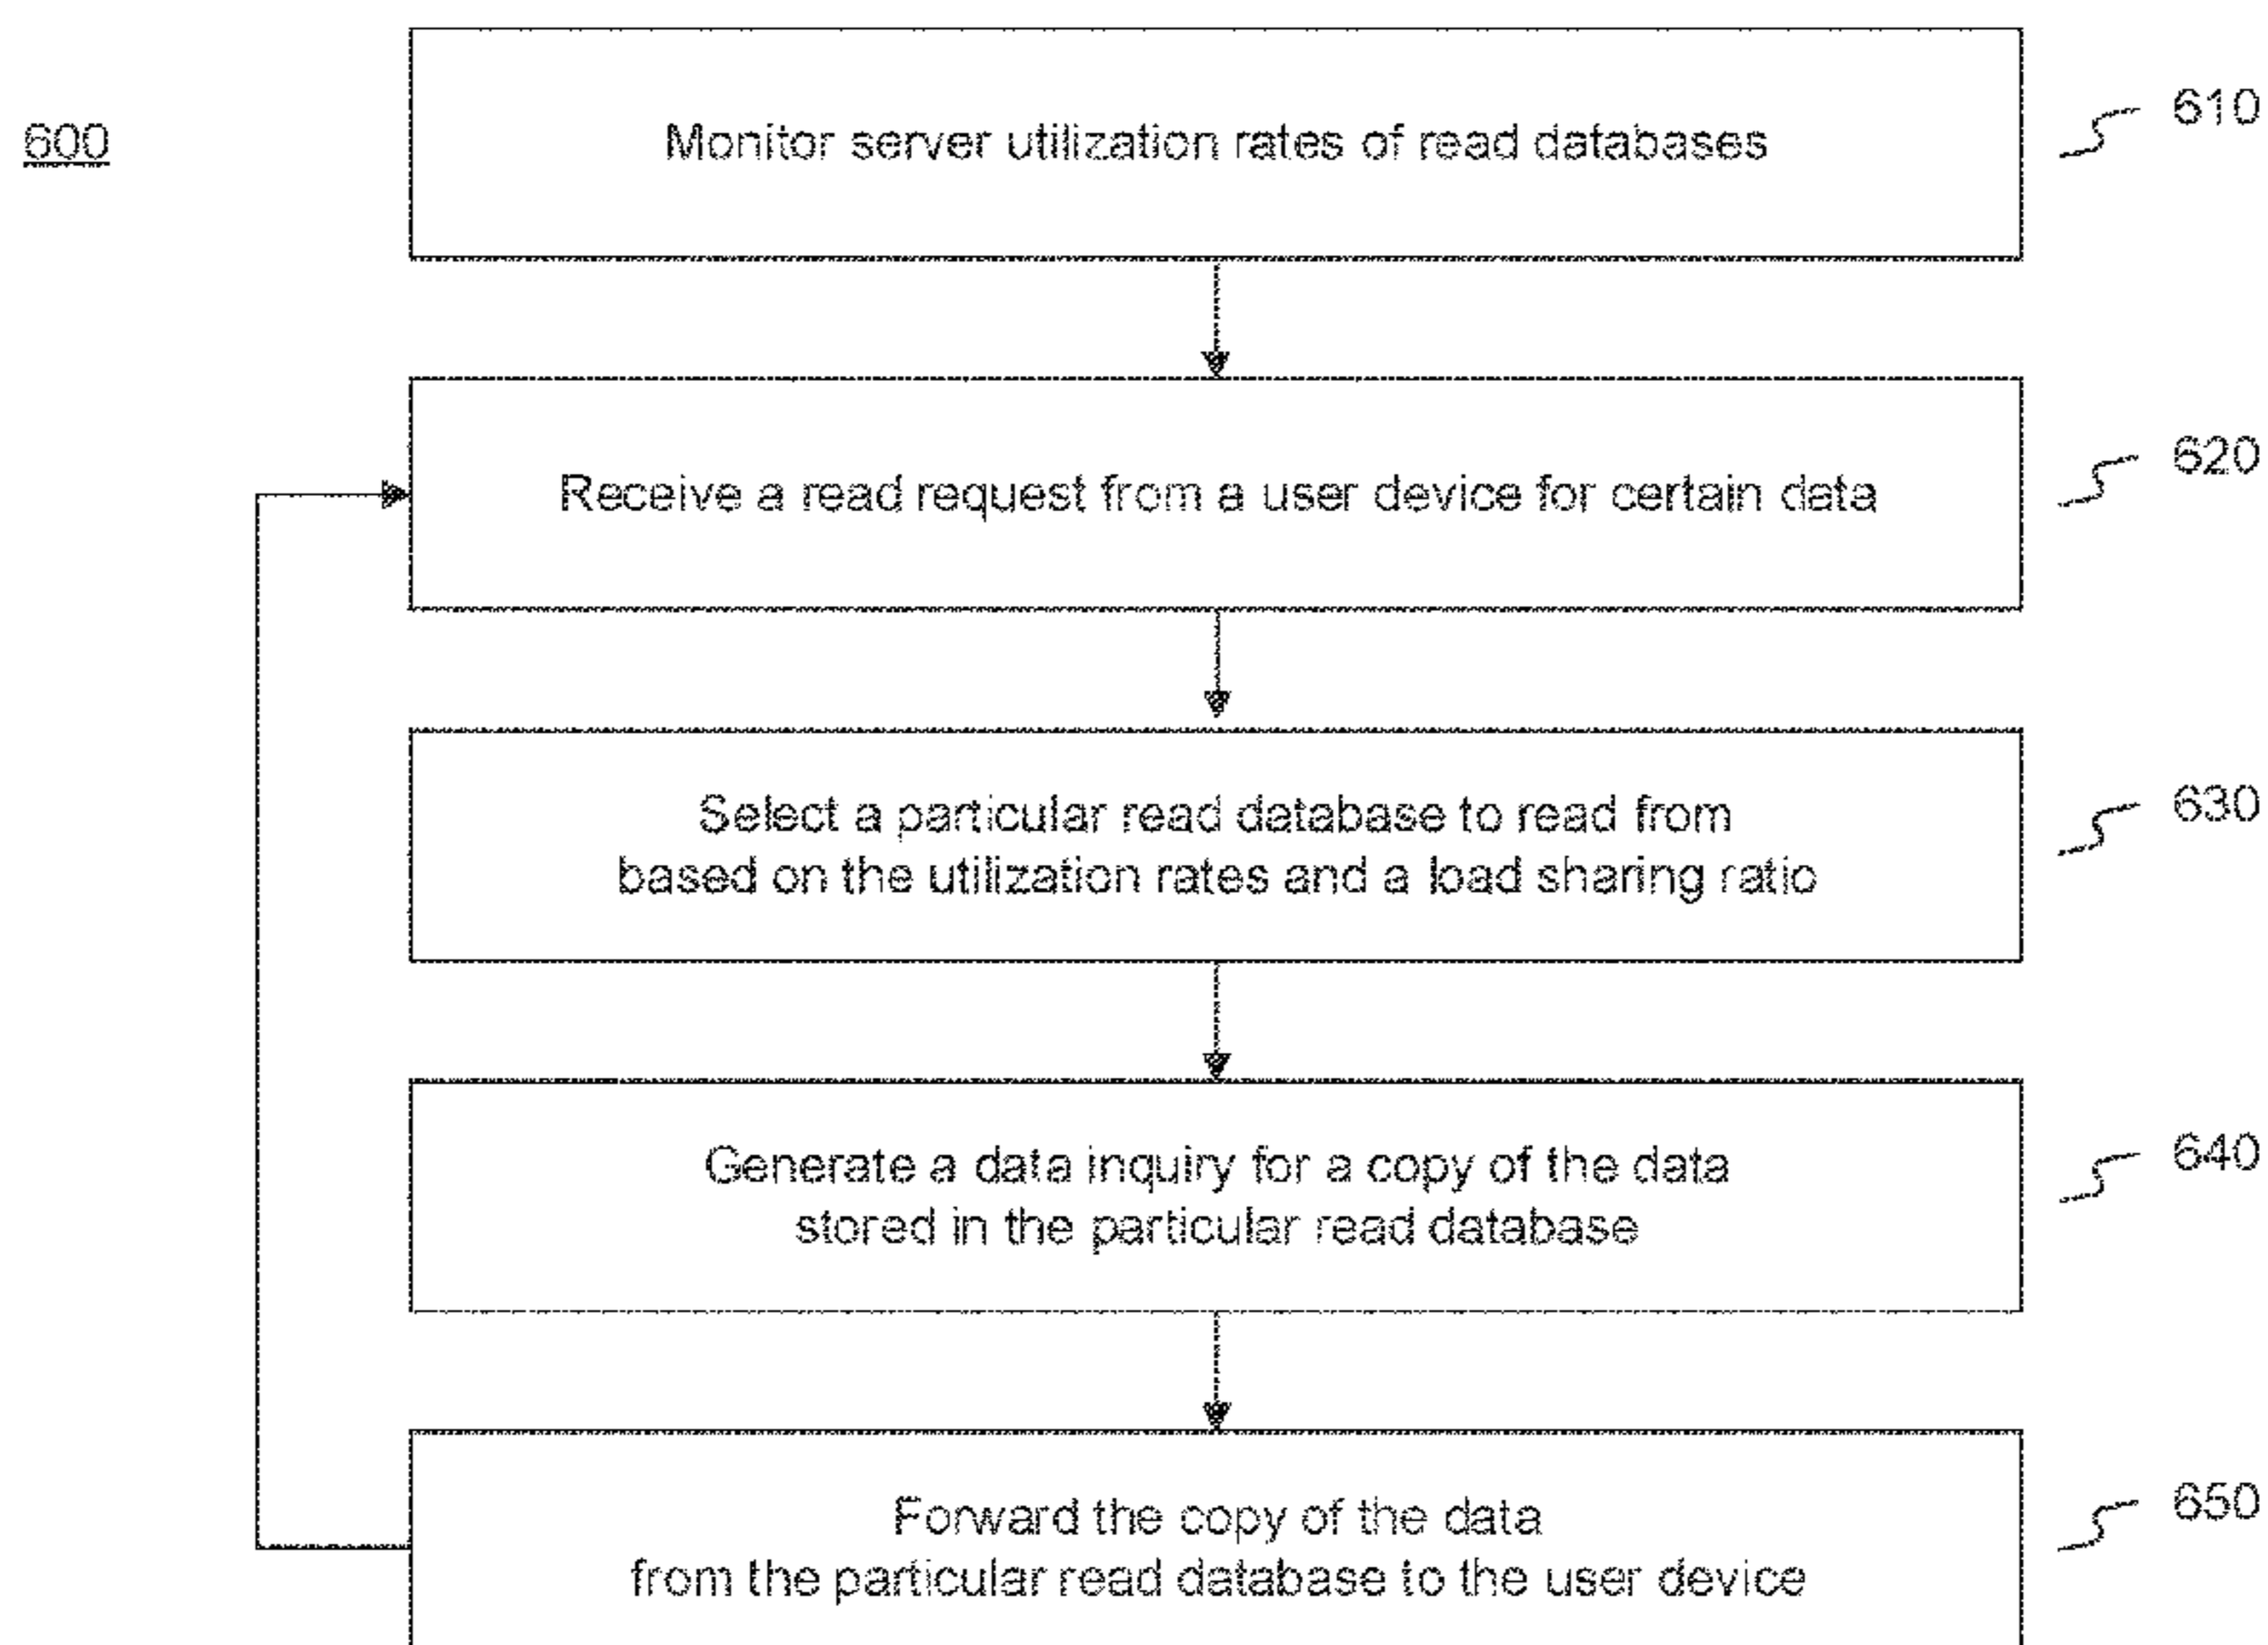 600
Monitor server utilization rates of read databases
610
Receive a read request from a user device for certain data
620
Select a particular read database to read from
based on the utilization rates and a load sharing ratio
630
Generate a data inquiry for a copy of the data
stored in the particular read database
640
Forward the copy of the data
from the particular read database to the user device
650